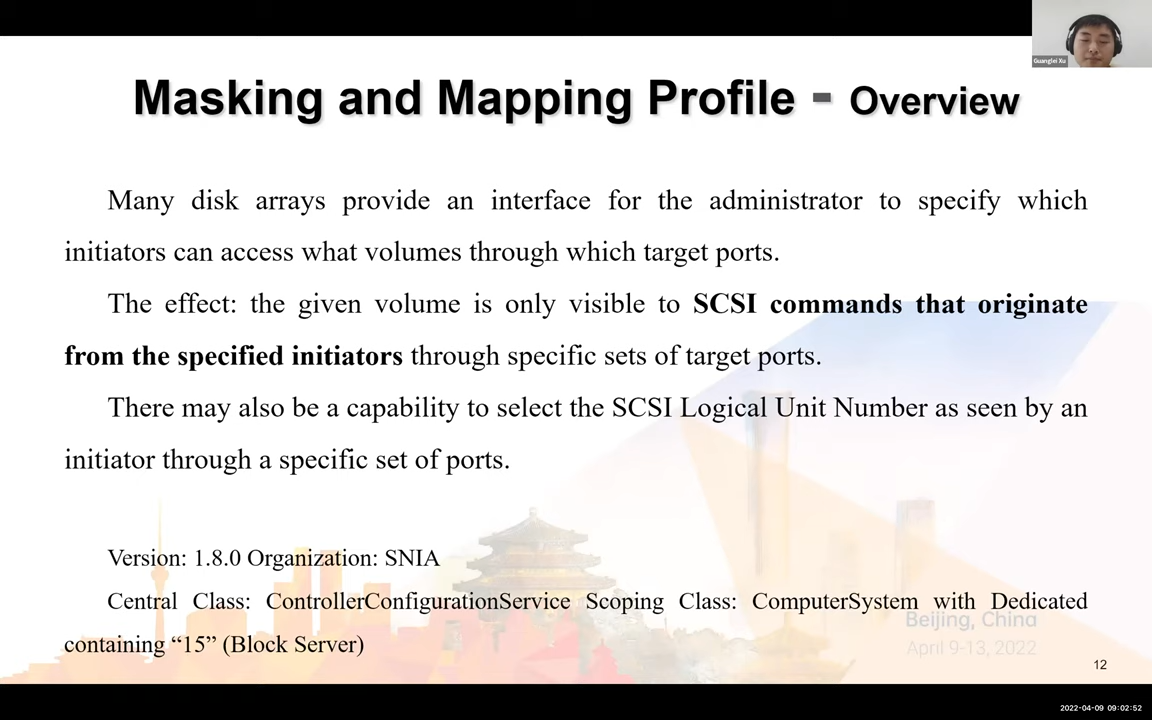 Guanglei Xu
Masking and Mapping Profile - Overview
Many disk arrays provide an interface for the administrator to specify which
initiators can access what volumes through which target ports.
The effect: the given volume is only visible to SCSI commands that originate
from the specified initiators through specific sets of target ports.
There may also be a capability to select the SCSI Logical Unit Number as seen by an
initiator through a specific set of ports.
Version: 1.8.0 Organization: SNIA
Central Class: ControllerConfigurationService Scoping Class: ComputerSystem with Dedicated
containing “15” (Block Server)
Beijing, China
April 9-13, 2022
12
2022-04-09 09:02:52